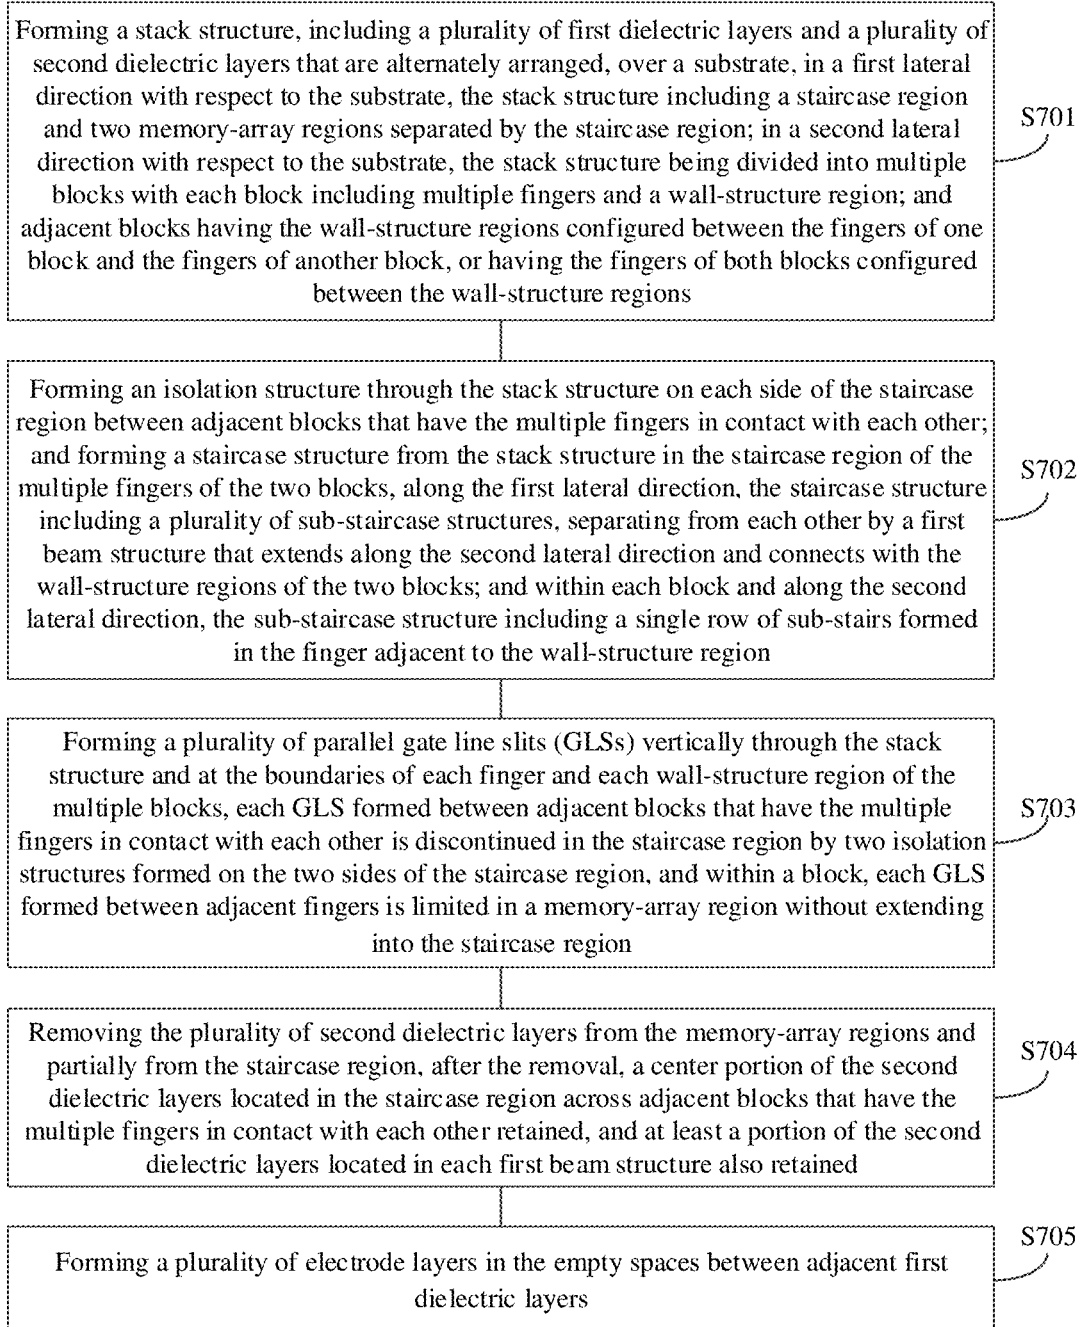 Forming a stack structure, including a plurality of first dielectric layers and a plurality of
second dielectric layers that are alternately arranged, over a substrate, in a first lateral
direction with respect to the substrate, the stack structure including a staircase region
and two memory-array regions separated by the staircase region; in a second lateral
direction with respect to the substrate, the stack structure being divided into multiple
blocks with each block including multiple fingers and a wall-structure region; and
adjacent blocks having the wall-structure regions configured between the fingers of one
block and the fingers of another block, or having the fingers of both blocks configured
between the wall-structure regions
S701
Forming an isolation structure through the stack structure on each side of the staircase
region between adjacent blocks that have the multiple fingers in contact with each other;
and forming a staircase structure from the stack structure in the staircase region of the
multiple fingers of the two blocks, along the first lateral direction, the staircase structure
including a plurality of sub-staircase structures, separating from each other by a first
beam structure that extends along the second lateral direction and connects with the
wall-structure regions of the two blocks; and within each block and along the second
lateral direction, the sub-staircase structure including a single row of sub-stairs formed
in the finger adjacent to the wall-structure region
S702
Forming a plurality of parallel gate line slits (GLSs) vertically through the stack
structure and at the boundaries of each finger and each wall-structure region of the
multiple blocks, each GLS formed between adjacent blocks that have the multiple
fingers in contact with each other is discontinued in the staircase region by two isolation
structures formed on the two sides of the staircase region, and within a block, each GLS
formed between adjacent fingers is limited in a memory-array region without extending
into the staircase region
S703
Removing the plurality of second dielectric layers from the memory-array regions and
partially from the staircase region, after the removal, a center portion of the second
dielectric layers located in the staircase region across adjacent blocks that have the
multiple fingers in contact with each other retained, and at least a portion of the second
dielectric layers located in each first beam structure also retained
S704
Forming a plurality of electrode layers in the empty spaces between adjacent first
dielectric layers
S705